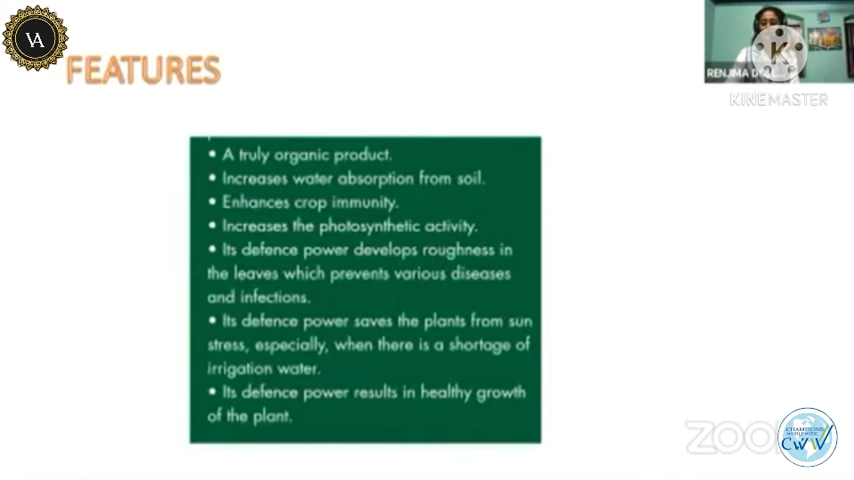 VA
FEATURES
K
RENJIMA
KINEMASTER
• A truly organic product.
• Increases water absorption from soil.
• Enhances crop immunity.
• Increases the photosynthetic activity.
• Its defence power develops roughness in
the leaves which prevents various diseases
and infections.
• Its defence power saves the plants from sun
stress, especially, when there is a shortage of
irrigation water.
• Its defence power results in healthy growth
of the plant.
zoom
CHAMPIONS
WORLDWIDE
CWW